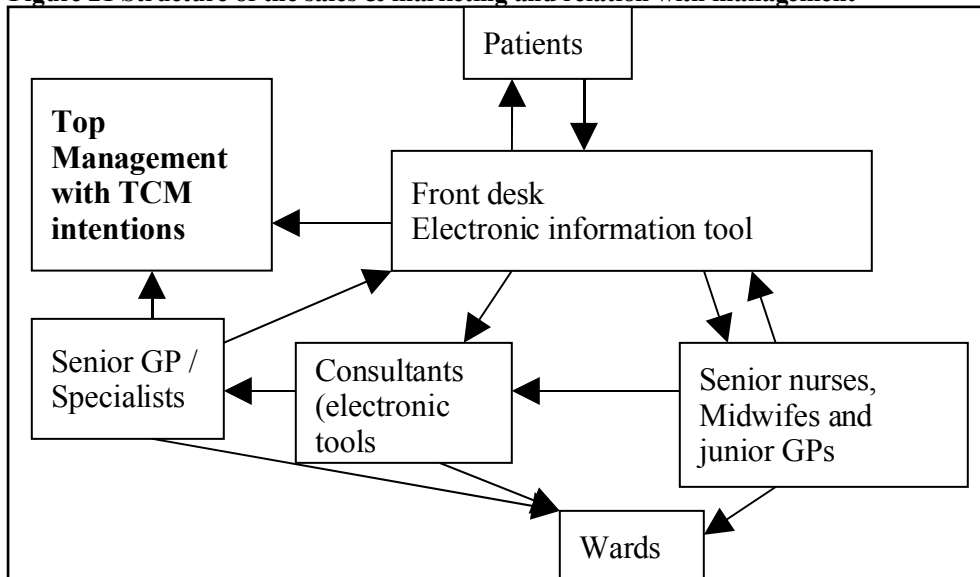 Figure 21 Structure of the sales & marketing and relation with management
Patients
Top
Management
with TCM
intentions
Front desk
Electronic information tool
Senior GP /
Specialists
Consultants
(electronic
tools
Senior nurses,
Midwifes and
junior GPs
Wards